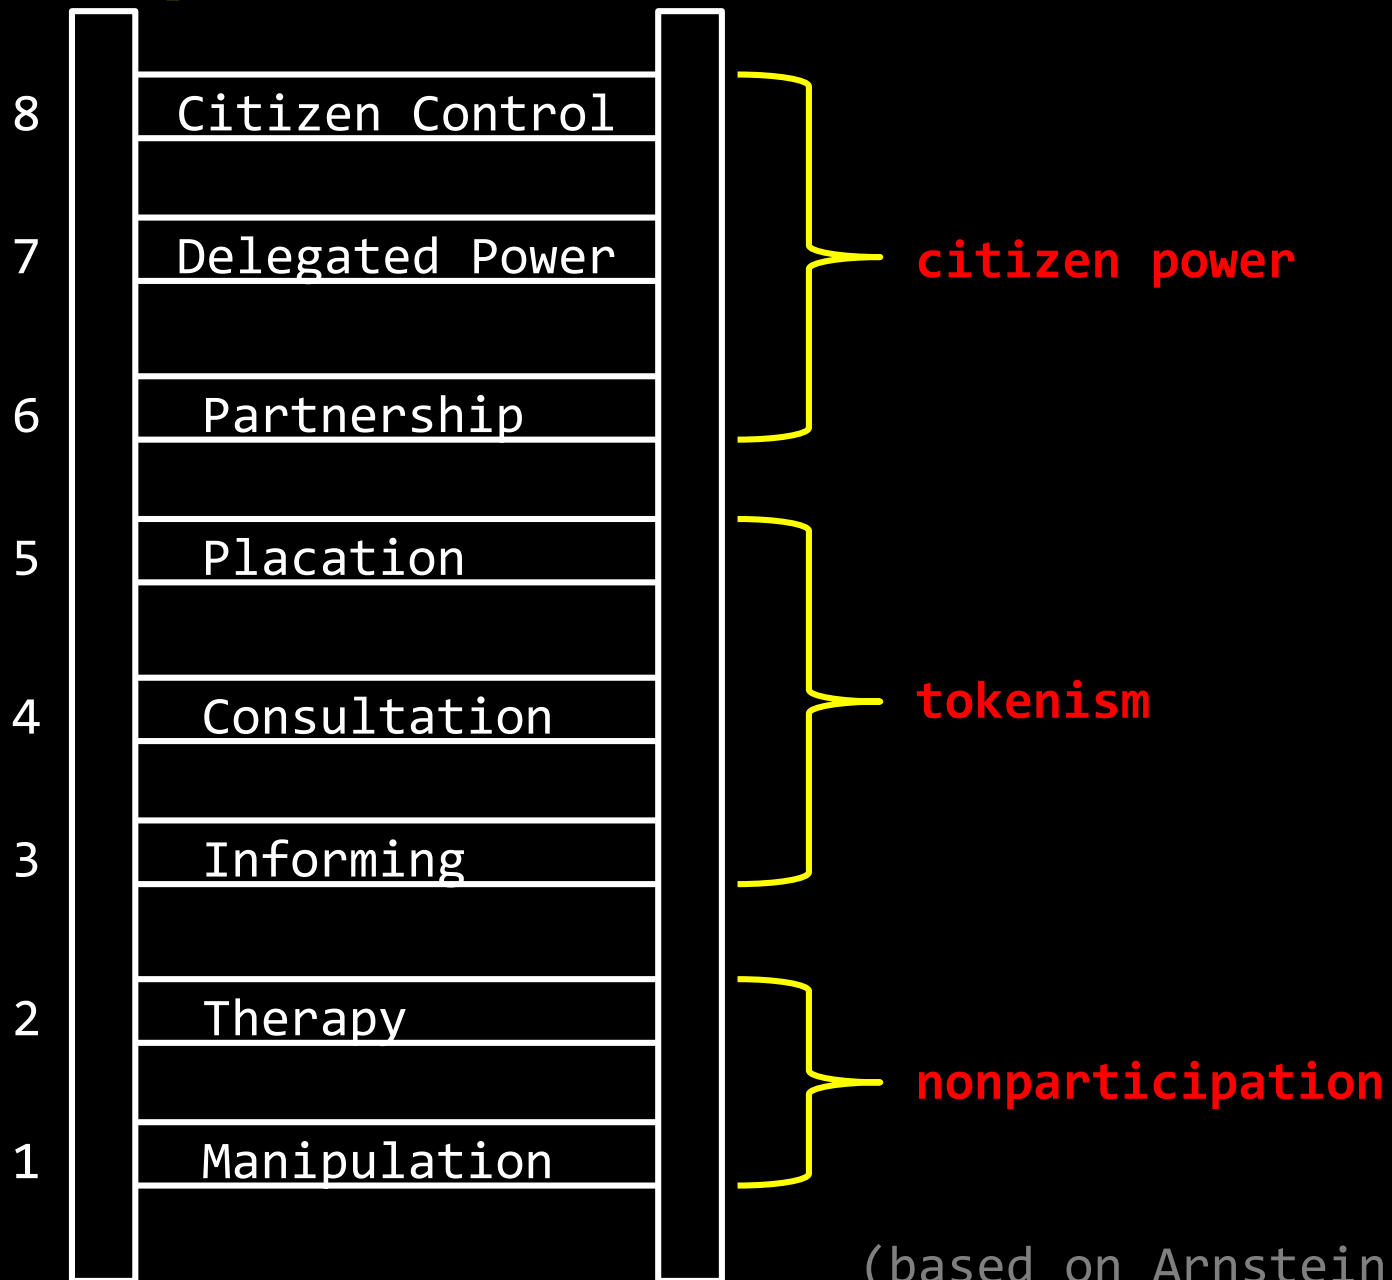 8 Citizen Control
7 Delegated Power
citizen power
6 Partnership
5 Placation
4 Consultation
tokenism
3 Informing
2 Therapy
nonparticipation
1 Manipulation
(based on Arnstein